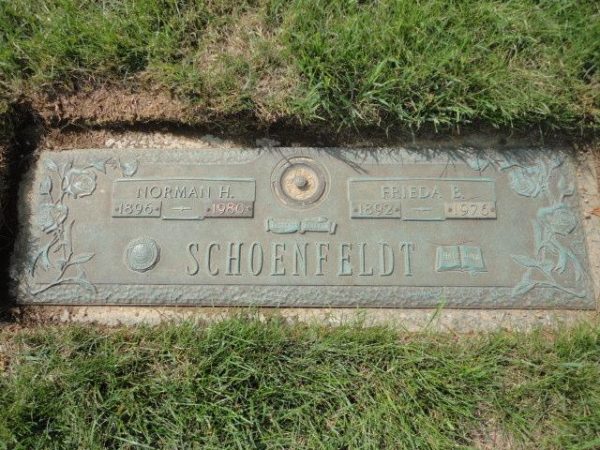 NORMAN H.
1896 1980
FRIEDA B.
1892 1976
SCHOENFELDT